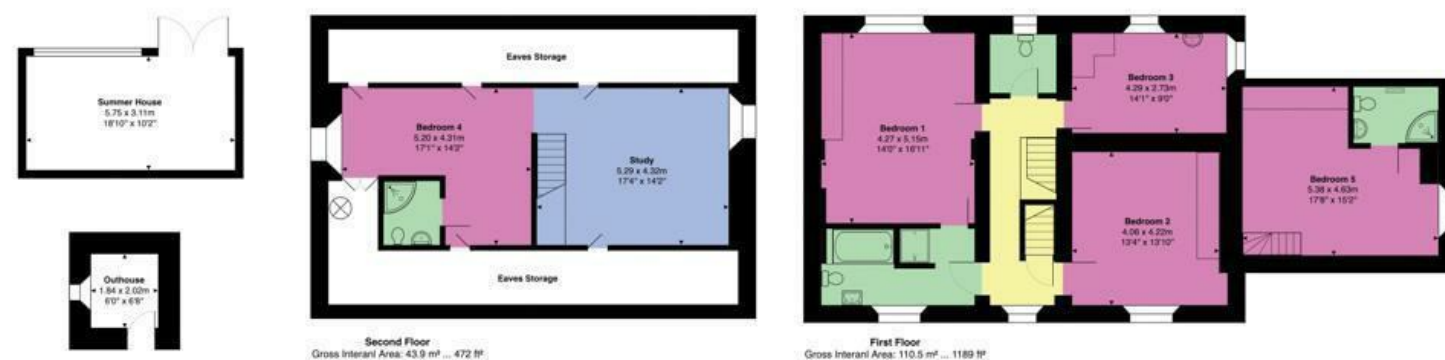 Summer House
5.75 x 3.11m
18'10" x 10'2"
Outhouse
1.84 x 2.02m
6'0" x 6'8"
Eaves Storage
Bedroom 4
5.20 x 4.31m
17'1" x 14'2"
Study
5.29 x 4.32m
17'4" x 14'2"
Eaves Storage
Second Floor
Gross Interanl Area: 43.9 m² ... 472 ft²
Bedroom 1
4.27 x 5.15m
14'0" x 16'11"
Bedroom 3
4.29 x 2.73m
14'1" x 9'0"
Bedroom 2
4.06 x 4.22m
13'4" x 13'10"
Bedroom 5
5.38 x 4.63m
17'8" x 15'2"
First Floor
Gross Interanl Area: 110.5 m² ... 1189 ft²